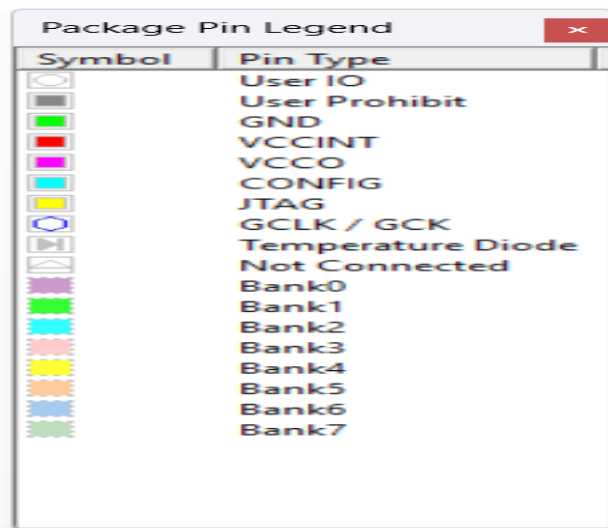 Package Pin Legend
Symbol Pin Type
User IO
User Prohibit
GND
VCCINT
VCCO
CONFIG
JTAG
GCLK / GCK
Temperature Diode
Not Connected
Bank0
Bank1
Bank2
Bank3
Bank4
Bank5
Bank6
Bank7